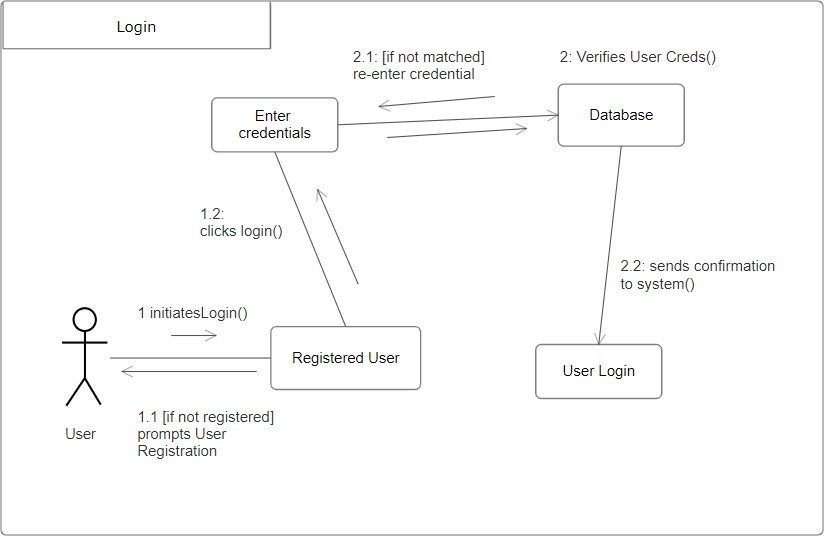 Login
2.1: [if not matched]
re-enter credential
2: Verifies User Creds()
Enter
credentials
Database
1.2:
clicks login()
2.2: sends confirmation
to system()
1 initiatesLogin()
Registered User
User Login
1.1 [if not registered]
prompts User
Registration
User